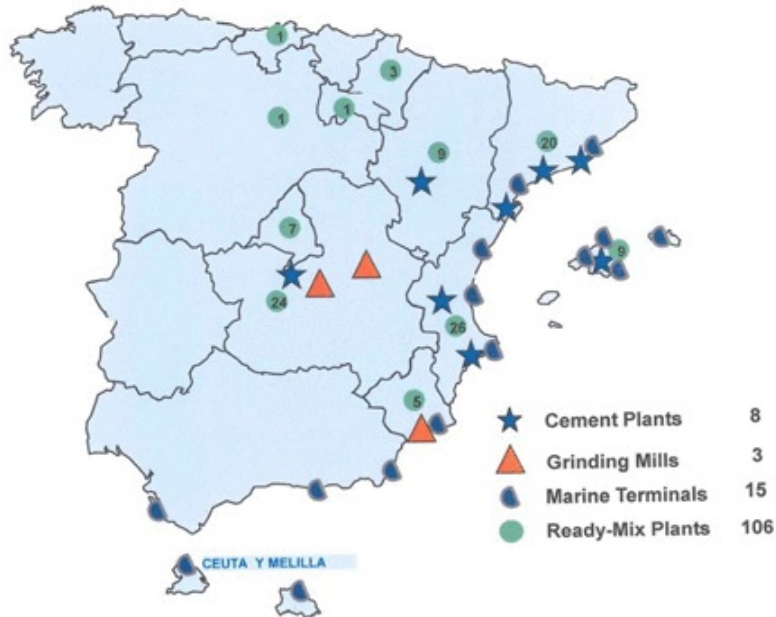 1
3
1
1
9
20
7
9
24
26
5
Cement Plants 8
Grinding Mills 3
Marine Terminals 15
Ready-Mix Plants 106
CEUTA Y MELILLA